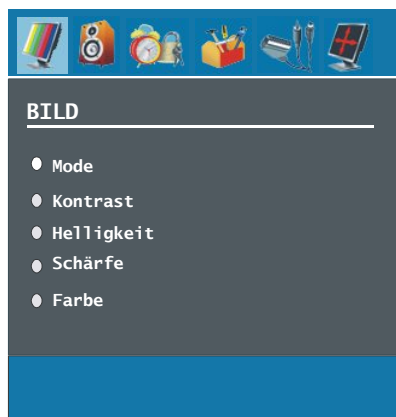 BILD
Mode
Kontrast
Helligkeit
Schärfe
Farbe